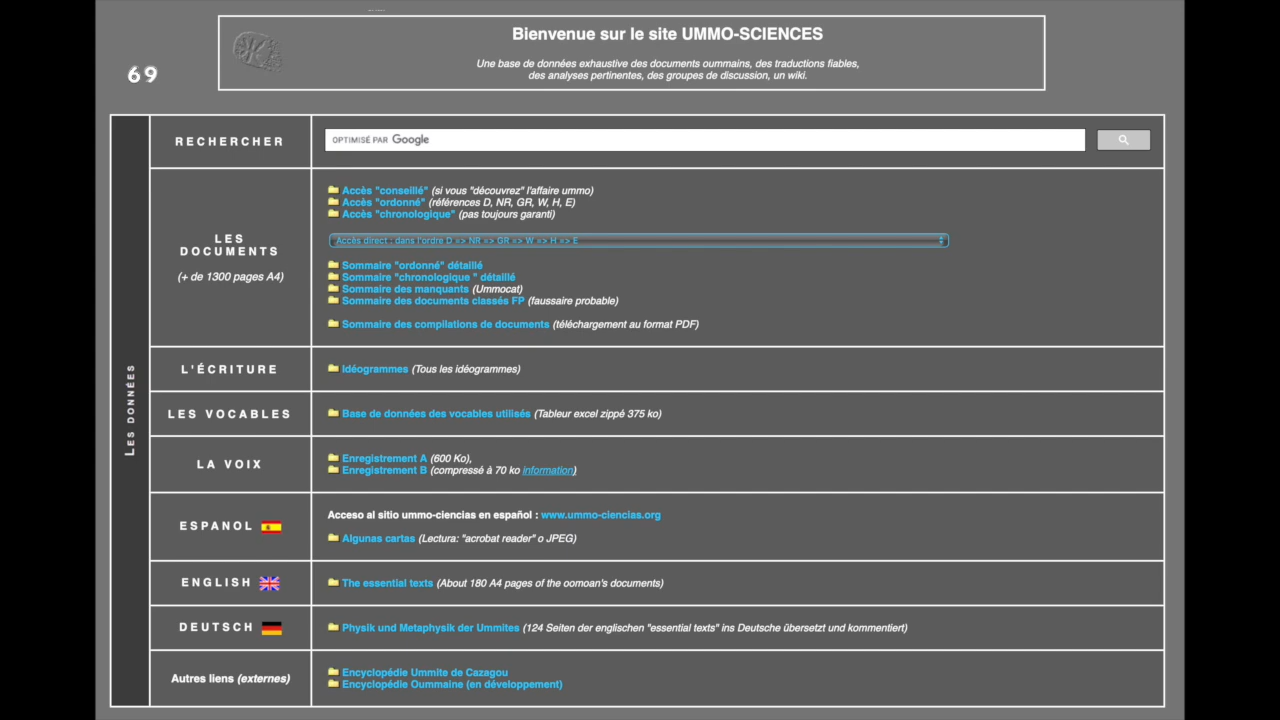 Bienvenue sur le site UMMO-SCIENCES
Une base de données exhaustive des documents oummains, des traductions fiables,
des analyses pertinentes, des groupes de discussion, un wiki.
69
LES DONNÉES
RECHERCHER
OPTIMISÉ PAR Google
LES
DOCUMENTS
(+ de 1300 pages A4)
Accès "conseillé" (si vous "découvrez" l'affaire ummo)
Accès "ordonné" (références D, NR, GR, W, H, E)
Accès "chronologique" (pas toujours garanti)
Accès direct : dans l'ordre D => NR => GR => W => H => E
Sommaire "ordonné" détaillé
Sommaire "chronologique " détaillé
Sommaire des manquants (Ummocat)
Sommaire des documents classés FP (faussaire probable)
Sommaire des compilations de documents (téléchargement au format PDF)
L'ÉCRITURE
Idéogrammes (Tous les idéogrammes)
LES VOCABLES
Base de données des vocables utilisés (Tableur excel zippé 375 ko)
LA VOIX
Enregistrement A (600 Ko),
Enregistrement B (compressé à 70 ko information)
ESPANOL
Acceso al sitio ummo-ciencias en español : www.ummo-ciencias.org
Algunas cartas (Lectura: "acrobat reader" o JPEG)
ENGLISH
The essential texts (About 180 A4 pages of the oomoan's documents)
DEUTSCH
Physik und Metaphysik der Ummites (124 Seiten der englischen "essential texts" ins Deutsche übersetzt und kommentiert)
Autres liens (externes)
Encyclopédie Ummite de Cazagou
Encyclopédie Oummaine (en développement)